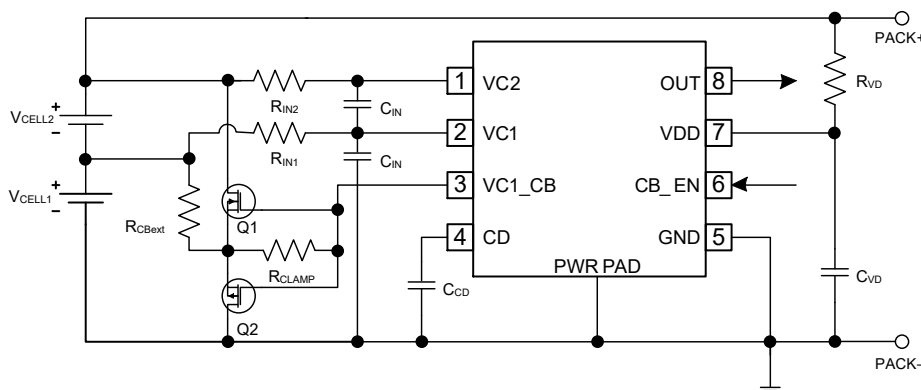 PACK+
RVD
1 VC2 OUT 8
RIN2
CIN
VCELL2
+
–
2 VC1 VDD 7
RIN1
CIN
VCELL1
+
–
3 VC1_CB CB_EN 6
RCBext
Q1
4 CD GND 5
RCLAMP
PWR PAD
CCD
CVD
Q2
PACK–